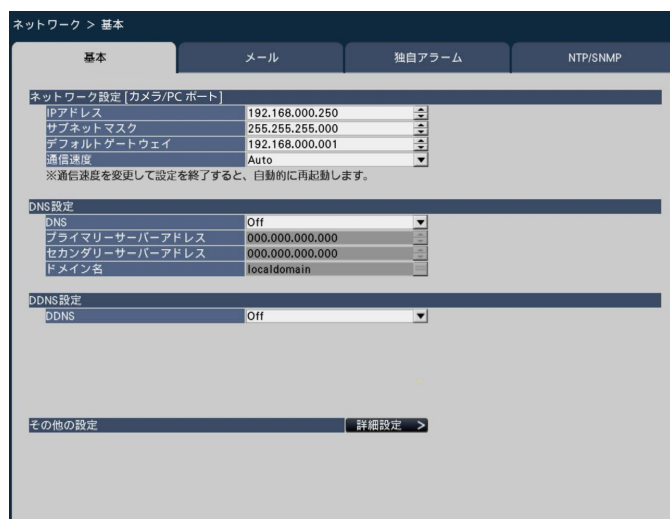 ネットワーク > 基本
基本 メール 独自アラーム NTP/SNMP
ネットワーク設定 [カメラ/PC ポート]
IPアドレス 192.168.000.250
サブネットマスク 255.255.255.000
デフォルトゲートウェイ 192.168.000.001
通信速度 Auto
※通信速度を変更して設定を終了すると、自動的に再起動します。
DNS設定
DNS Off
プライマリーサーバーアドレス 000.000.000.000
セカンダリーサーバーアドレス 000.000.000.000
ドメイン名 localdomain
DDNS設定
DDNS Off
その他の設定 詳細設定 >